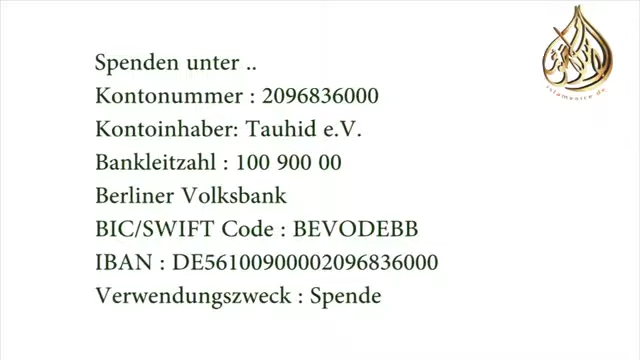 Spenden unter ..
Kontonummer : 2096836000
Kontoinhaber: Tauhid e.V.
Bankleitzahl : 100 900 00
Berliner Volksbank
BIC/SWIFT Code : BEVODEBB
IBAN : DE56100900002096836000
Verwendungszweck : Spende